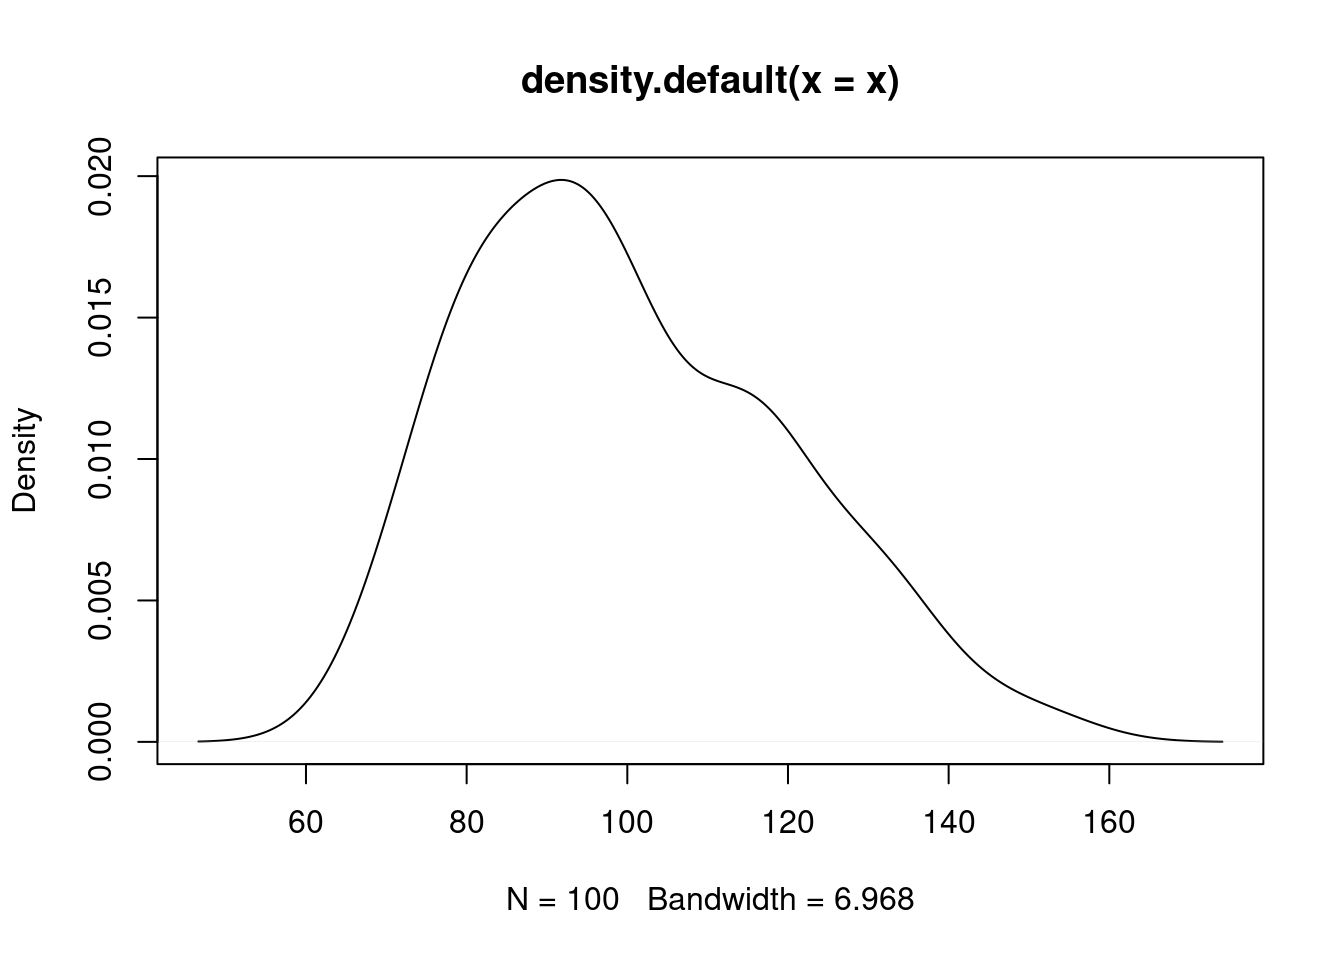 density.default(x = x)
Density
0.020
0.015
0.010
0.005
0.000
60 80 100 120 140 160
N = 100 Bandwidth = 6.968